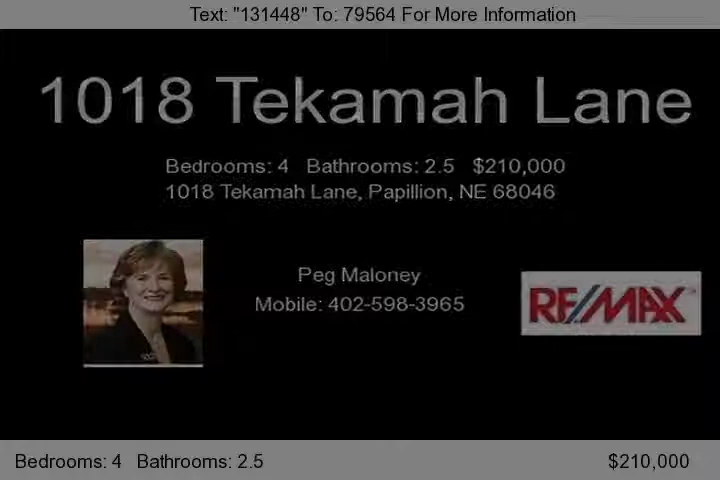 Text: "131448" To: 79564 For More Information
1018 Tekamah Lane
Bedrooms: 4 Bathrooms: 2.5 $210,000
1018 Tekamah Lane, Papillion, NE 68046
Peg Maloney
Mobile: 402-598-3965
RE/MAX
Bedrooms: 4 Bathrooms: 2.5 $210,000